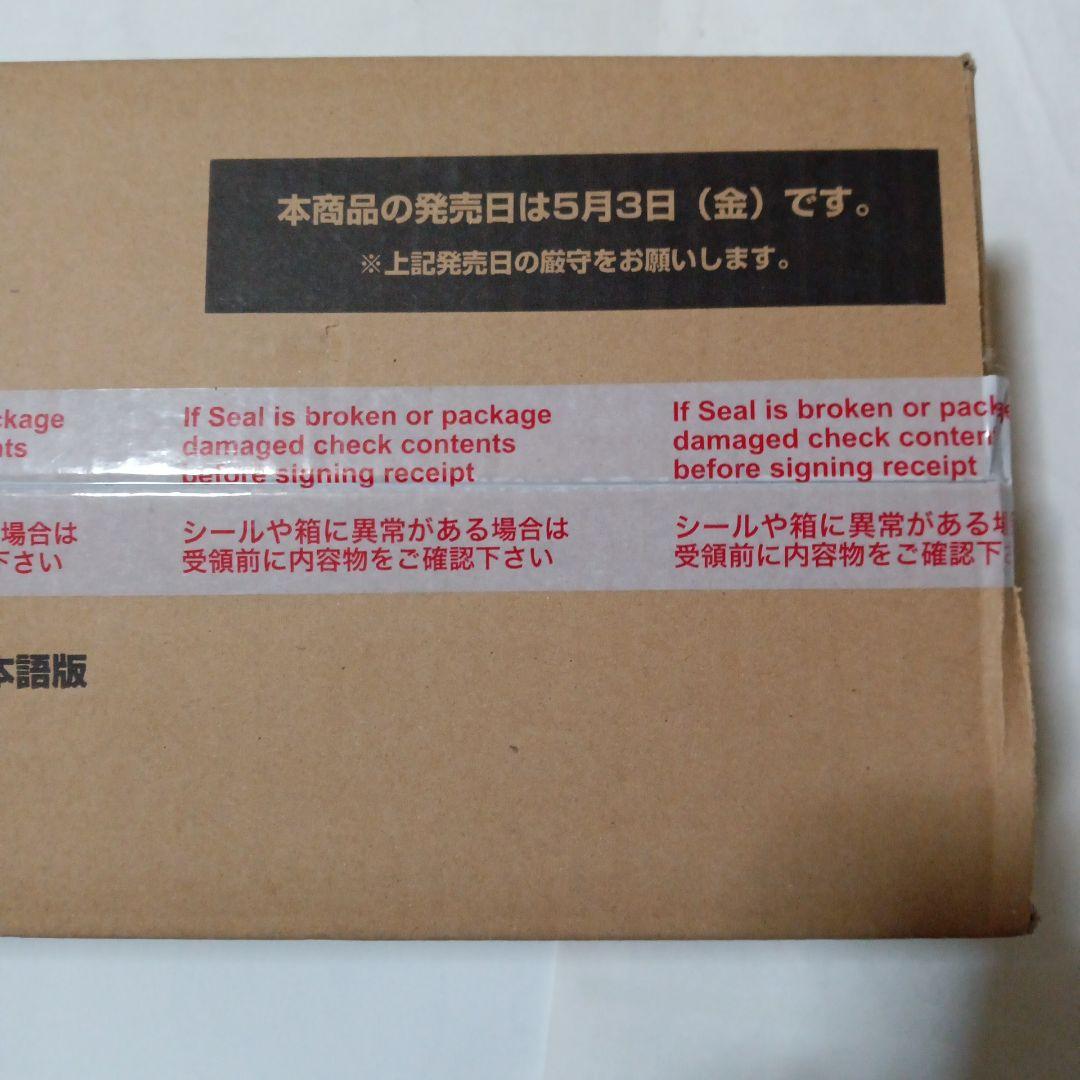 本商品の発売日は5月3日（金）です。
※上記発売日の厳守をお願いします。
ckage
nts
If Seal is broken or package
damaged check contents
before signing receipt
If Seal is broken or pack
damaged check conten
before signing receipt
場合は
下さい
シールや箱に異常がある場合は
受領前に内容物をご確認下さい
シールや箱に異常がある場
受領前に内容物をご確認下さ
本語版